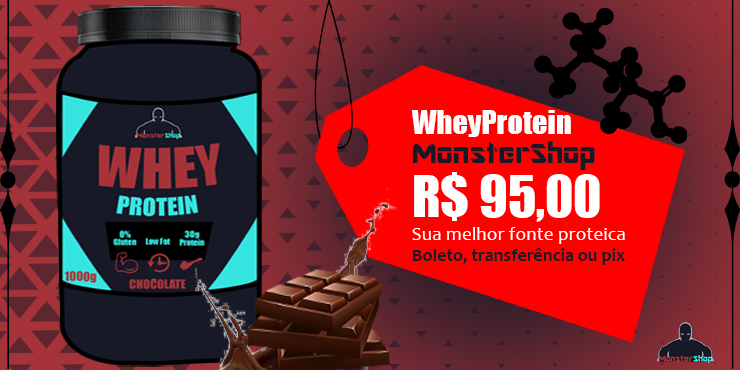 MonsterShop
WHEY
PROTEIN
0% Gluten
Low Fat
30g Protein
1000g
CHOCOLATE
WheyProtein
MonsterShop
R$ 95,00
Sua melhor fonte proteica
Boleto, transferência ou pix
MonsterShop